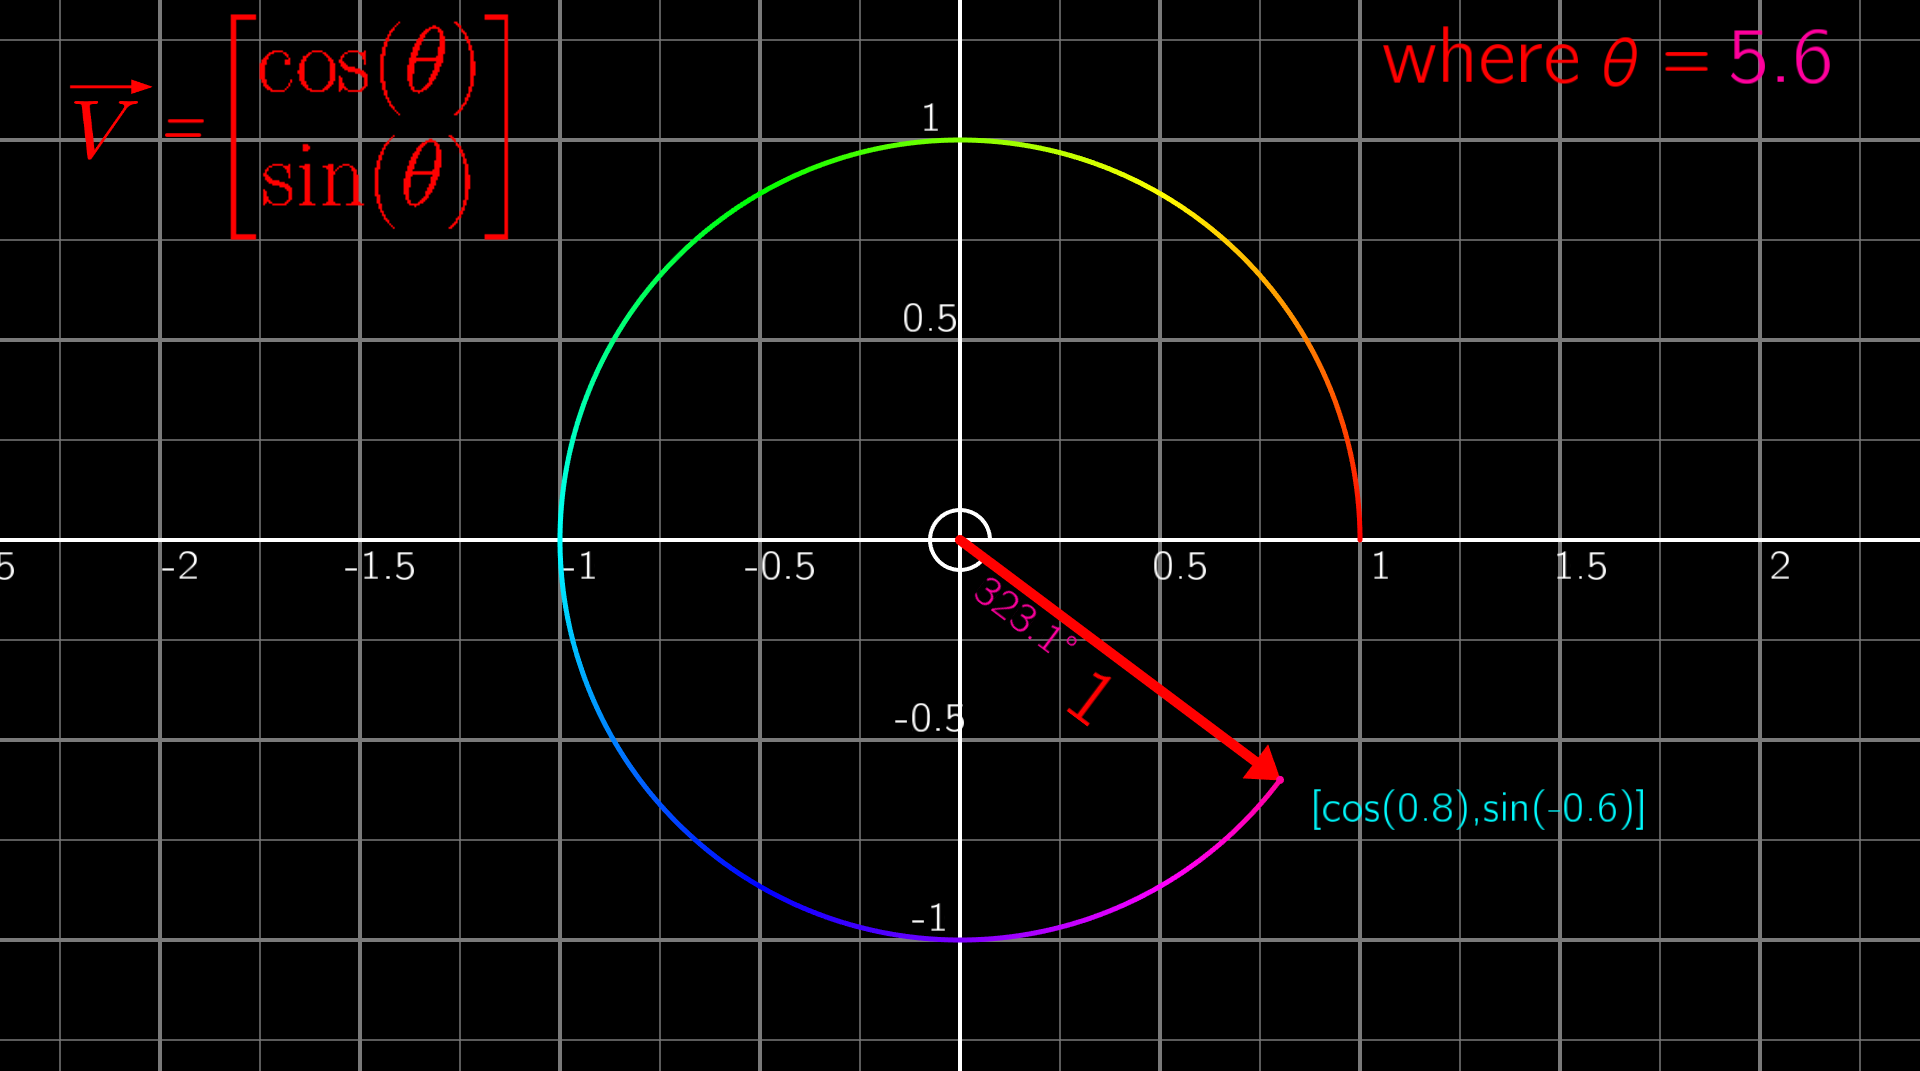 V = [cos(θ)
sin(θ)]
where θ = 5.6
1
0.5
5 -2 -1.5 -1 -0.5 0.5 1 1.5 2
323.1°
1
-0.5
[cos(0.8),sin(-0.6)]
-1